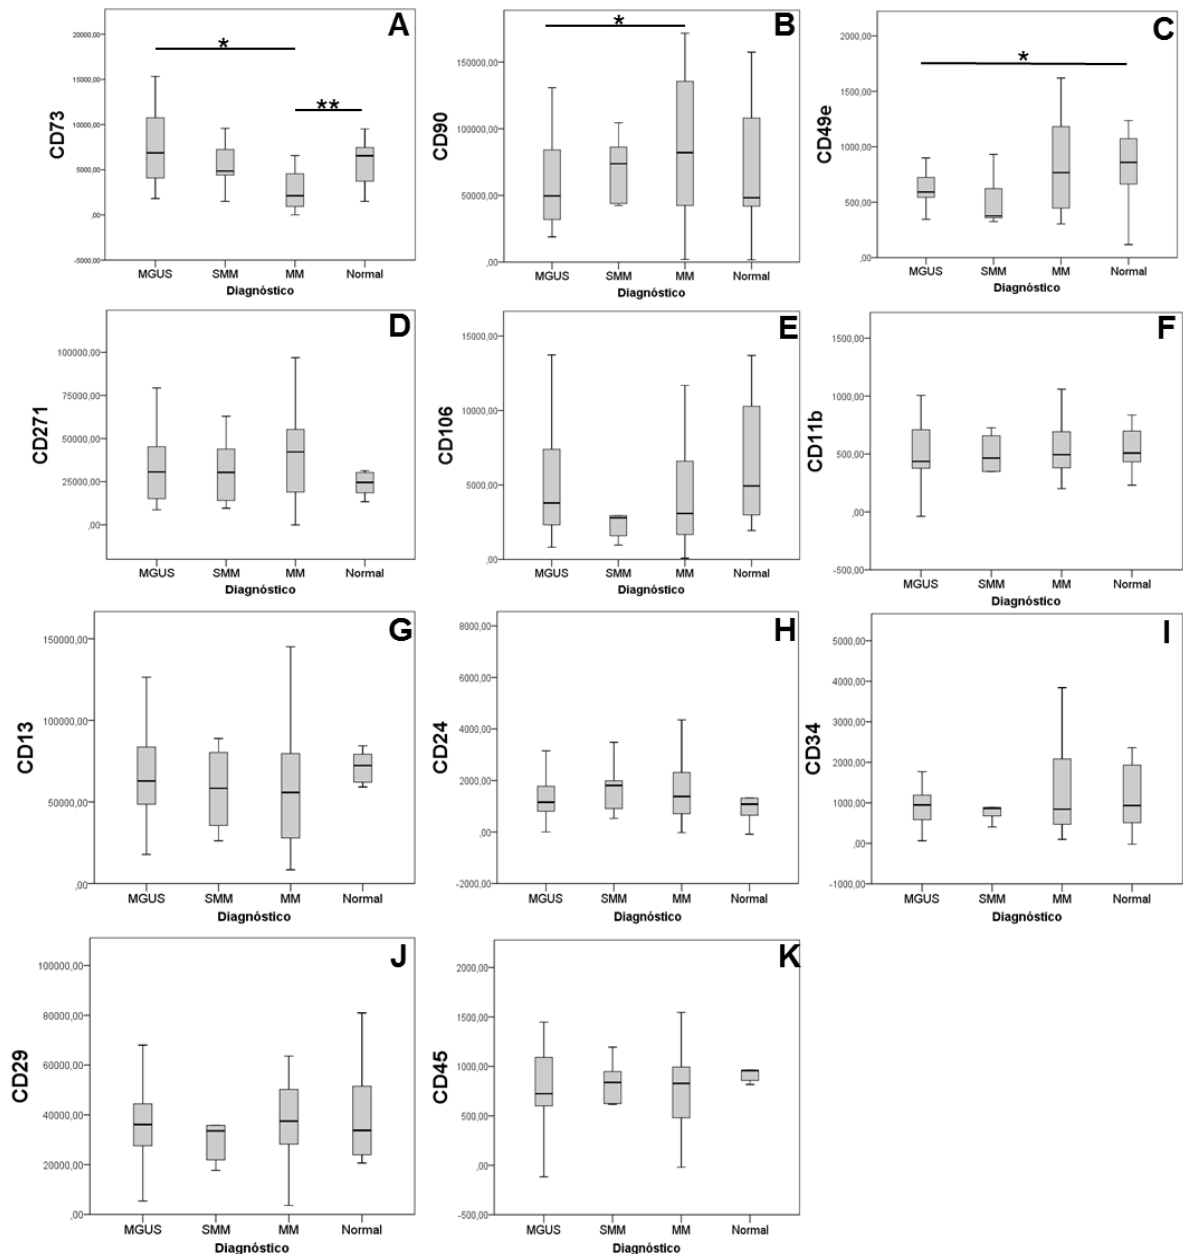 A
*
**
CD73
20000,00
15000,00
10000,00
5000,00
,00
-5000,00
MGUS SMM MM Normal
Diagnóstico
B
*
CD90
150000,00
100000,00
50000,00
,00
MGUS SMM MM Normal
Diagnóstico
C
*
CD49e
2000,00
1500,00
1000,00
500,00
,00
MGUS SMM MM Normal
Diagnóstico
D
CD271
100000,00
75000,00
50000,00
25000,00
,00
MGUS SMM MM Normal
Diagnóstico
E
CD106
15000,00
10000,00
5000,00
,00
MGUS SMM MM Normal
Diagnóstico
F
CD11b
1500,00
1000,00
500,00
,00
-500,00
MGUS SMM MM Normal
Diagnóstico
G
CD13
150000,00
100000,00
50000,00
,00
MGUS SMM MM Normal
Diagnóstico
H
CD24
8000,00
6000,00
4000,00
2000,00
,00
-2000,00
MGUS SMM MM Normal
Diagnóstico
I
CD34
5000,00
4000,00
3000,00
2000,00
1000,00
,00
-1000,00
MGUS SMM MM Normal
Diagnóstico
J
CD29
100000,00
80000,00
60000,00
40000,00
20000,00
,00
MGUS SMM MM Normal
Diagnóstico
K
CD45
2000,00
1500,00
1000,00
500,00
,00
-500,00
MGUS SMM MM Normal
Diagnóstico